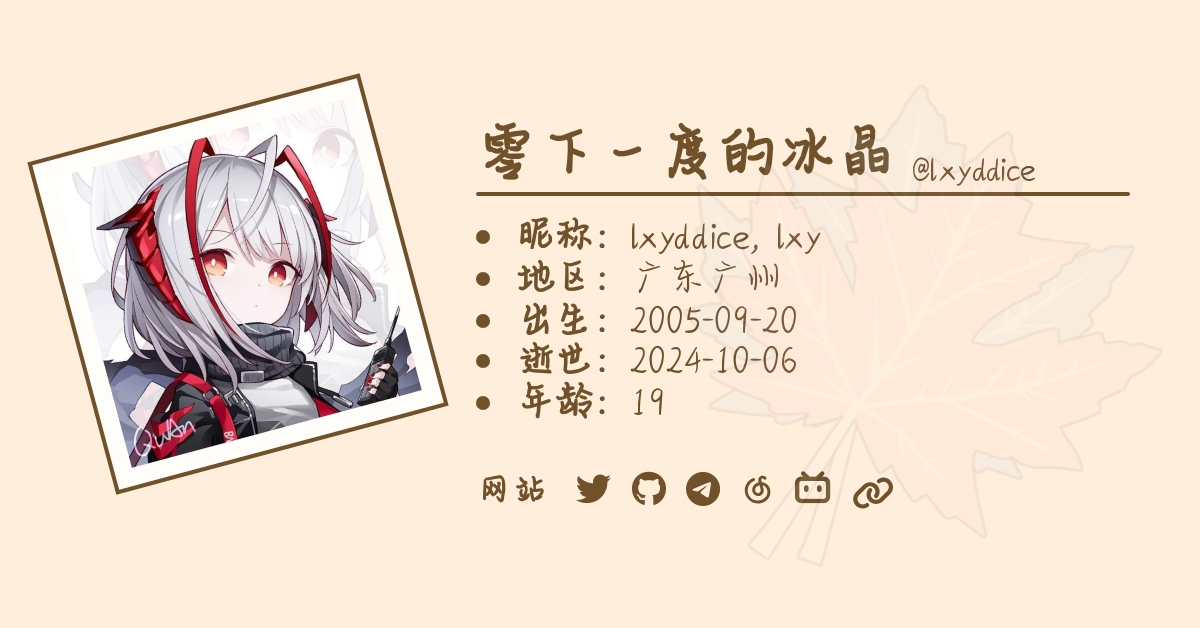 零下一度的冰晶 @lxyddice
昵称：lxyddice, lxy
地区：广东广州
出生：2005-09-20
逝世：2024-10-06
年龄：19
网站
QuAn